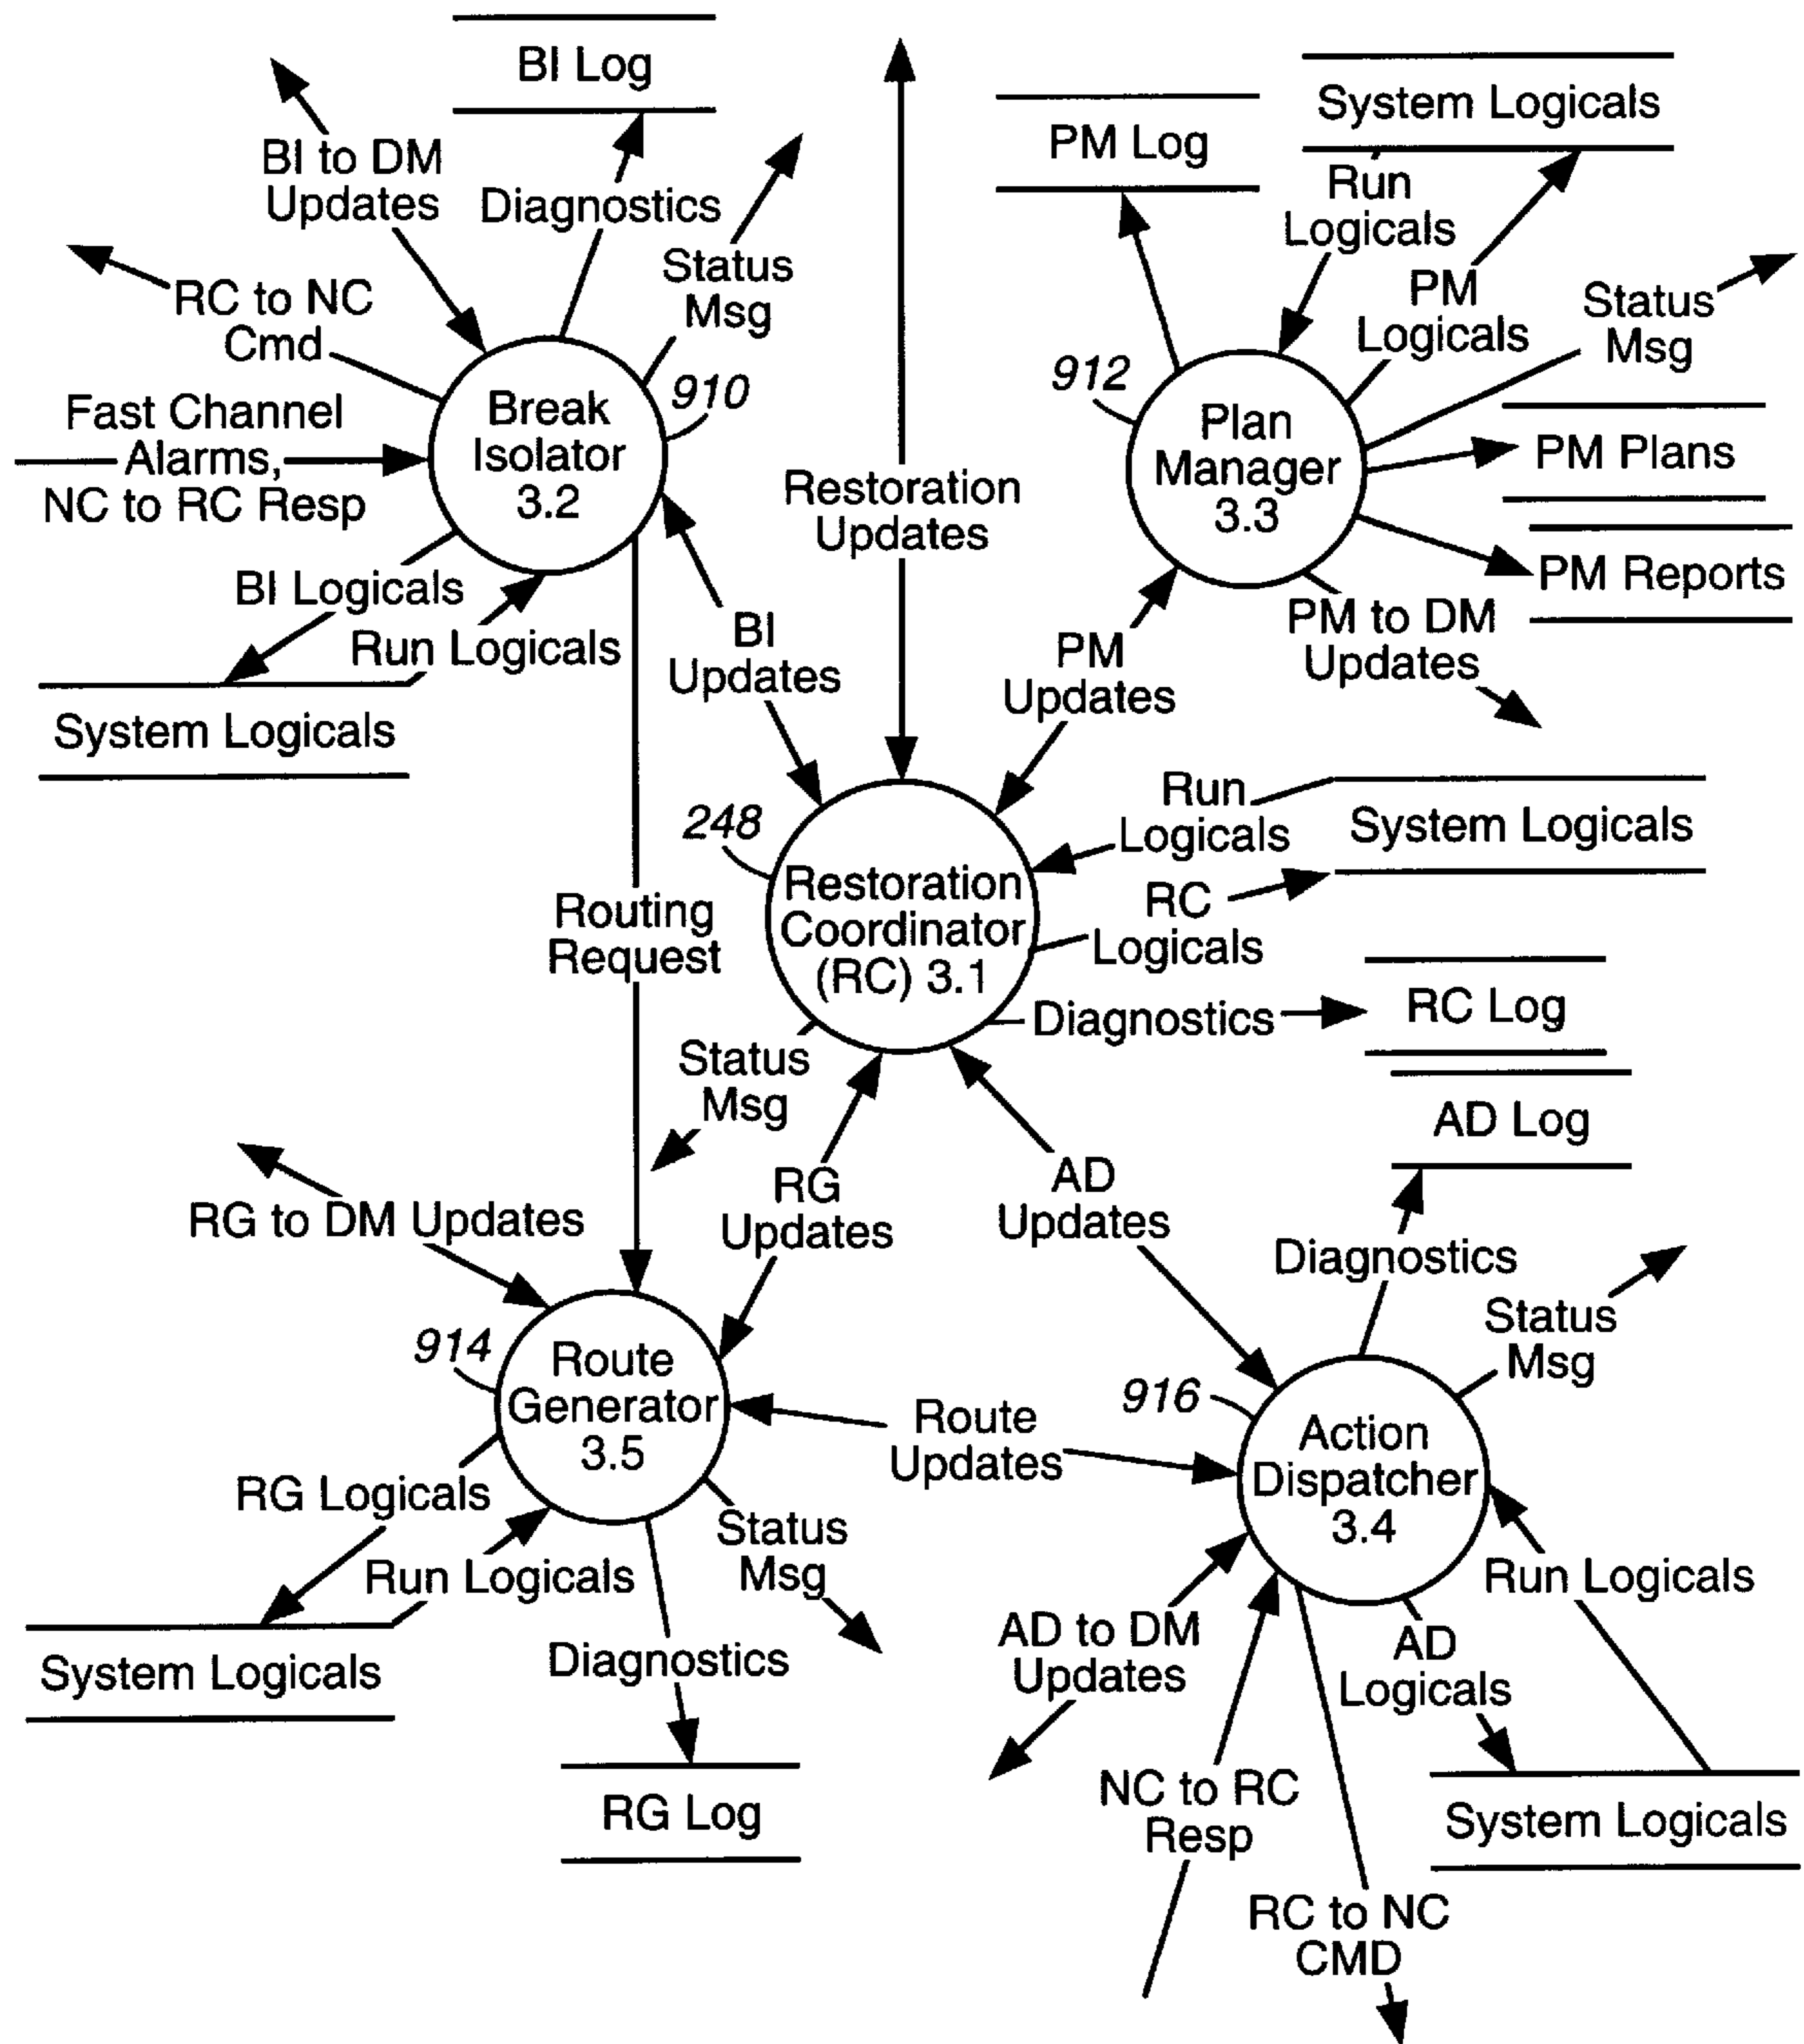 BI Log
System Logicals
PM Log
BI to DM
Updates
Diagnostics
Run
Logicals
Status
Msg
RC to NC
Cmd
PM
Logicals
Status
Msg
912
910
Fast Channel
Alarms,
NC to RC Resp
Break
Isolator
3.2
Plan
Manager
3.3
PM Plans
Restoration
Updates
PM Reports
BI Logicals
Run Logicals
PM to DM
Updates
BI
Updates
PM
Updates
System Logicals
Run
Logicals
System Logicals
248
Restoration
Coordinator
(RC) 3.1
RC
Logicals
Routing
Request
RC Log
Diagnostics
Status
Msg
AD Log
RG to DM Updates
RG
Updates
AD
Updates
Diagnostics
Status
Msg
914
Route
Generator
3.5
916
Route
Updates
Action
Dispatcher
3.4
RG Logicals
Run Logicals
Status
Msg
Run Logicals
System Logicals
Diagnostics
AD to DM
Updates
AD
Logicals
RG Log
NC to RC
Resp
System Logicals
RC to NC
CMD